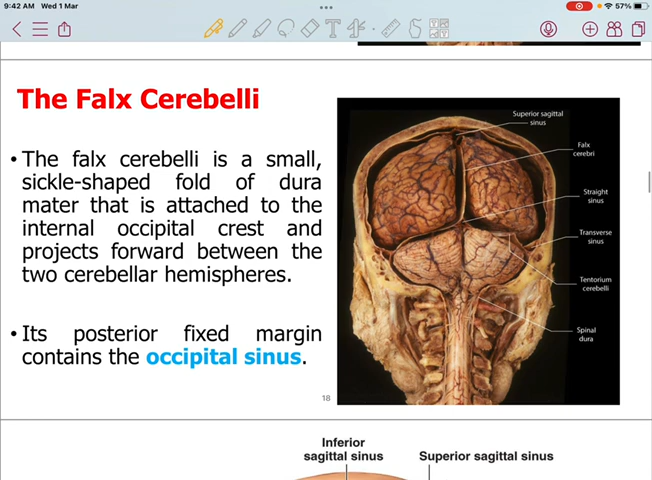 9:42 AM Wed 1 Mar
57%
The Falx Cerebelli
• The falx cerebelli is a small,
sickle-shaped fold of dura
mater that is attached to the
internal occipital crest and
projects forward between the
two cerebellar hemispheres.
• Its posterior fixed margin
contains the occipital sinus.
Superior sagittal
sinus
Falx
cerebri
Straight
sinus
Transverse
sinus
Tentorium
cerebelli
Spinal
dura
18
Inferior
sagittal sinus
Superior sagittal sinus